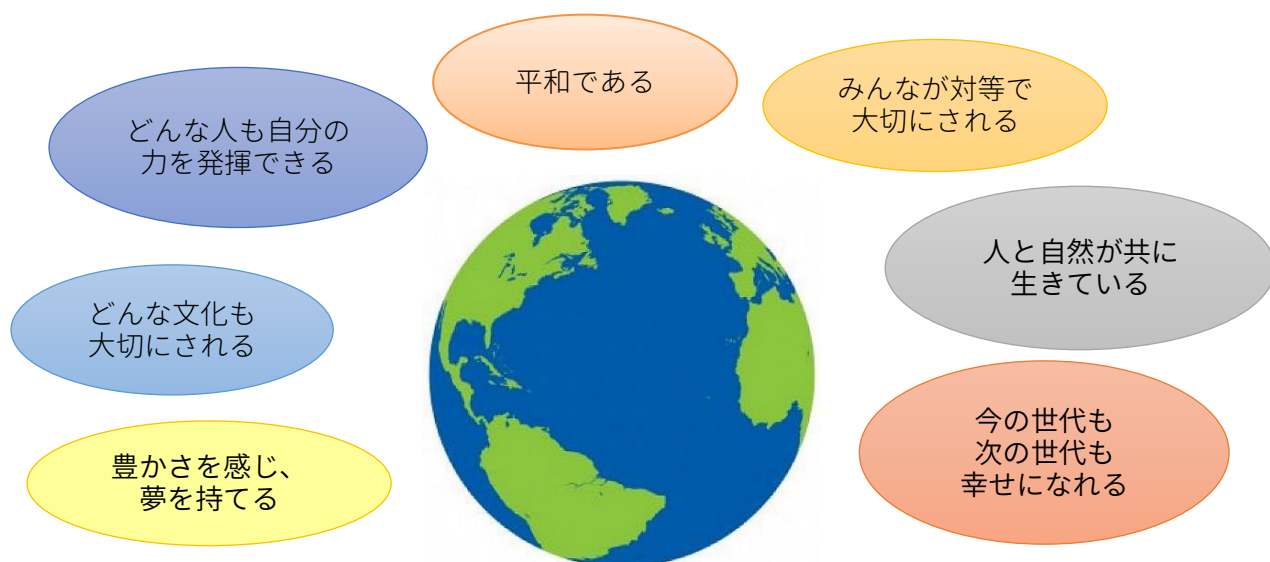 平和である
みんなが対等で
大切にされる
どんな人も自分の
力を発揮できる
人と自然が共に
生きている
どんな文化も
大切にされる
今の世代も
次の世代も
幸せになれる
豊かさを感じ、
夢を持てる